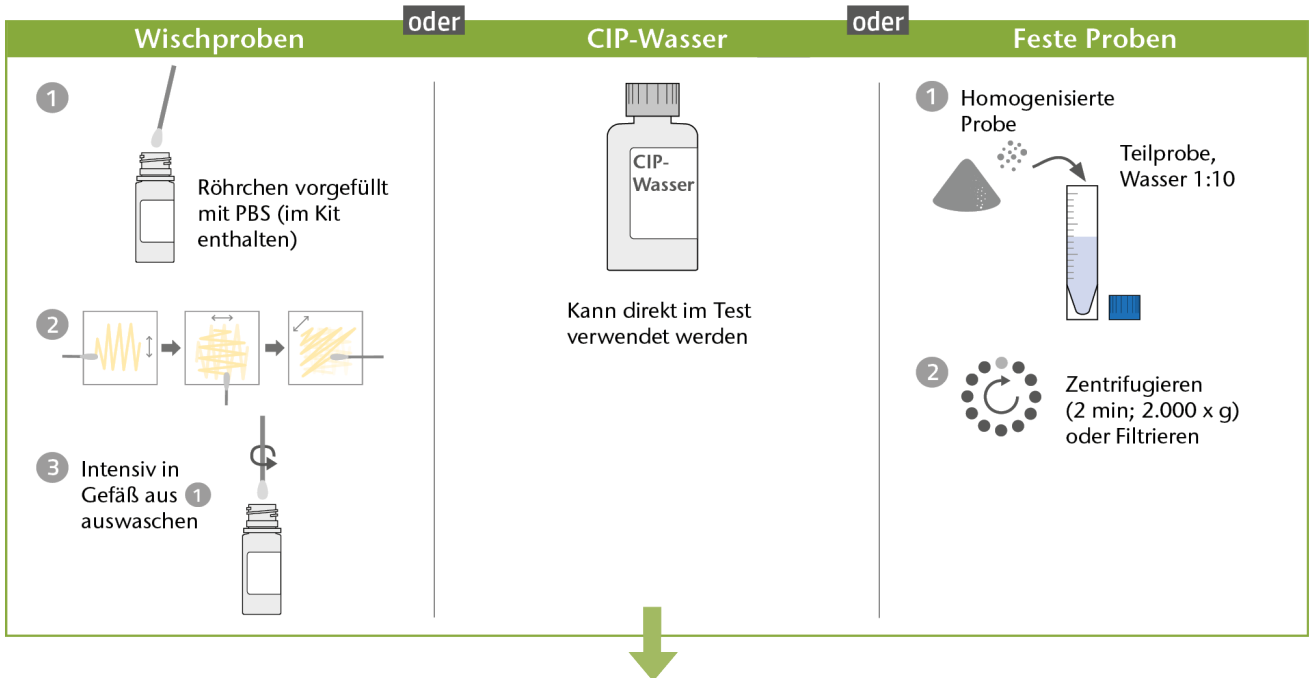 oder
oder
Wischproben
CIP-Wasser
Feste Proben
1
Röhrchen vorgefüllt
mit PBS (im Kit
enthalten)
2
3 Intensiv in
Gefäß aus 1
auswaschen
CIP-
Wasser
Kann direkt im Test
verwendet werden
1 Homogenisierte
Probe
Teilprobe,
Wasser 1:10
2
Zentrifugieren
(2 min; 2.000 x g)
oder Filtrieren